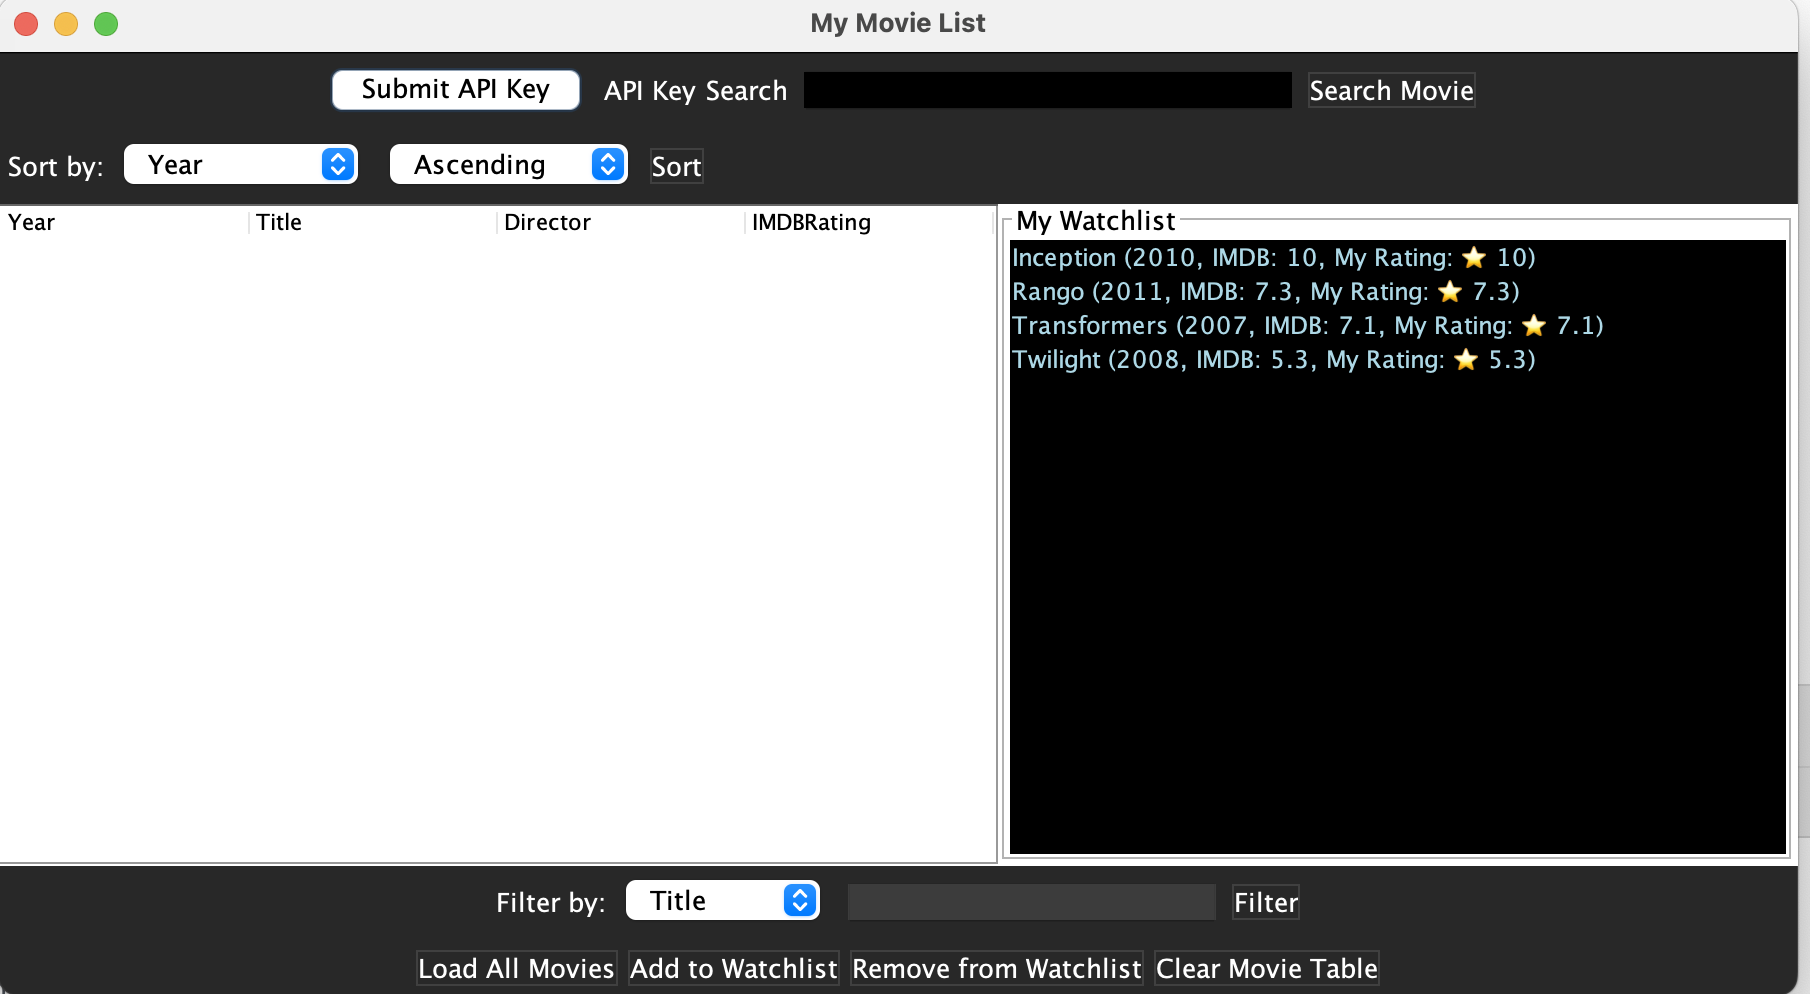 My Movie List
Submit API Key API Key Search Search Movie
Sort by: Year Ascending Sort
Year Title Director IMDBRating
My Watchlist
Inception (2010, IMDB: 10, My Rating: ⭐ 10)
Rango (2011, IMDB: 7.3, My Rating: ⭐ 7.3)
Transformers (2007, IMDB: 7.1, My Rating: ⭐ 7.1)
Twilight (2008, IMDB: 5.3, My Rating: ⭐ 5.3)
Filter by: Title Filter
Load All Movies Add to Watchlist Remove from Watchlist Clear Movie Table